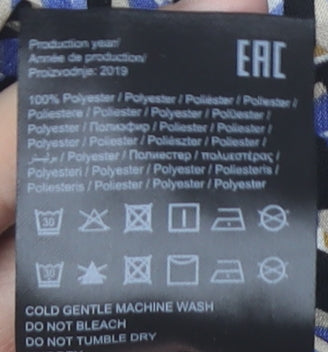 Production year/
Année de production/
Proizvodnje: 2019
EAC
100% Polyester / Polyester / Poliéster / Poliester /
Poliestere / Poliester / Polyester / Polüester /
Polyester / Полиэфир / Poliester / Poliester /
Polyester / Poliester / Poliészter / Poliester /
بوليستر / Polyester / Полиестер / πολυεστέρας /
Polyesteri / Polyester / Polyester / Poliesteris /
Poliesteris / Poliester / Polyester / Polyester
30
30
COLD GENTLE MACHINE WASH
DO NOT BLEACH
DO NOT TUMBLE DRY